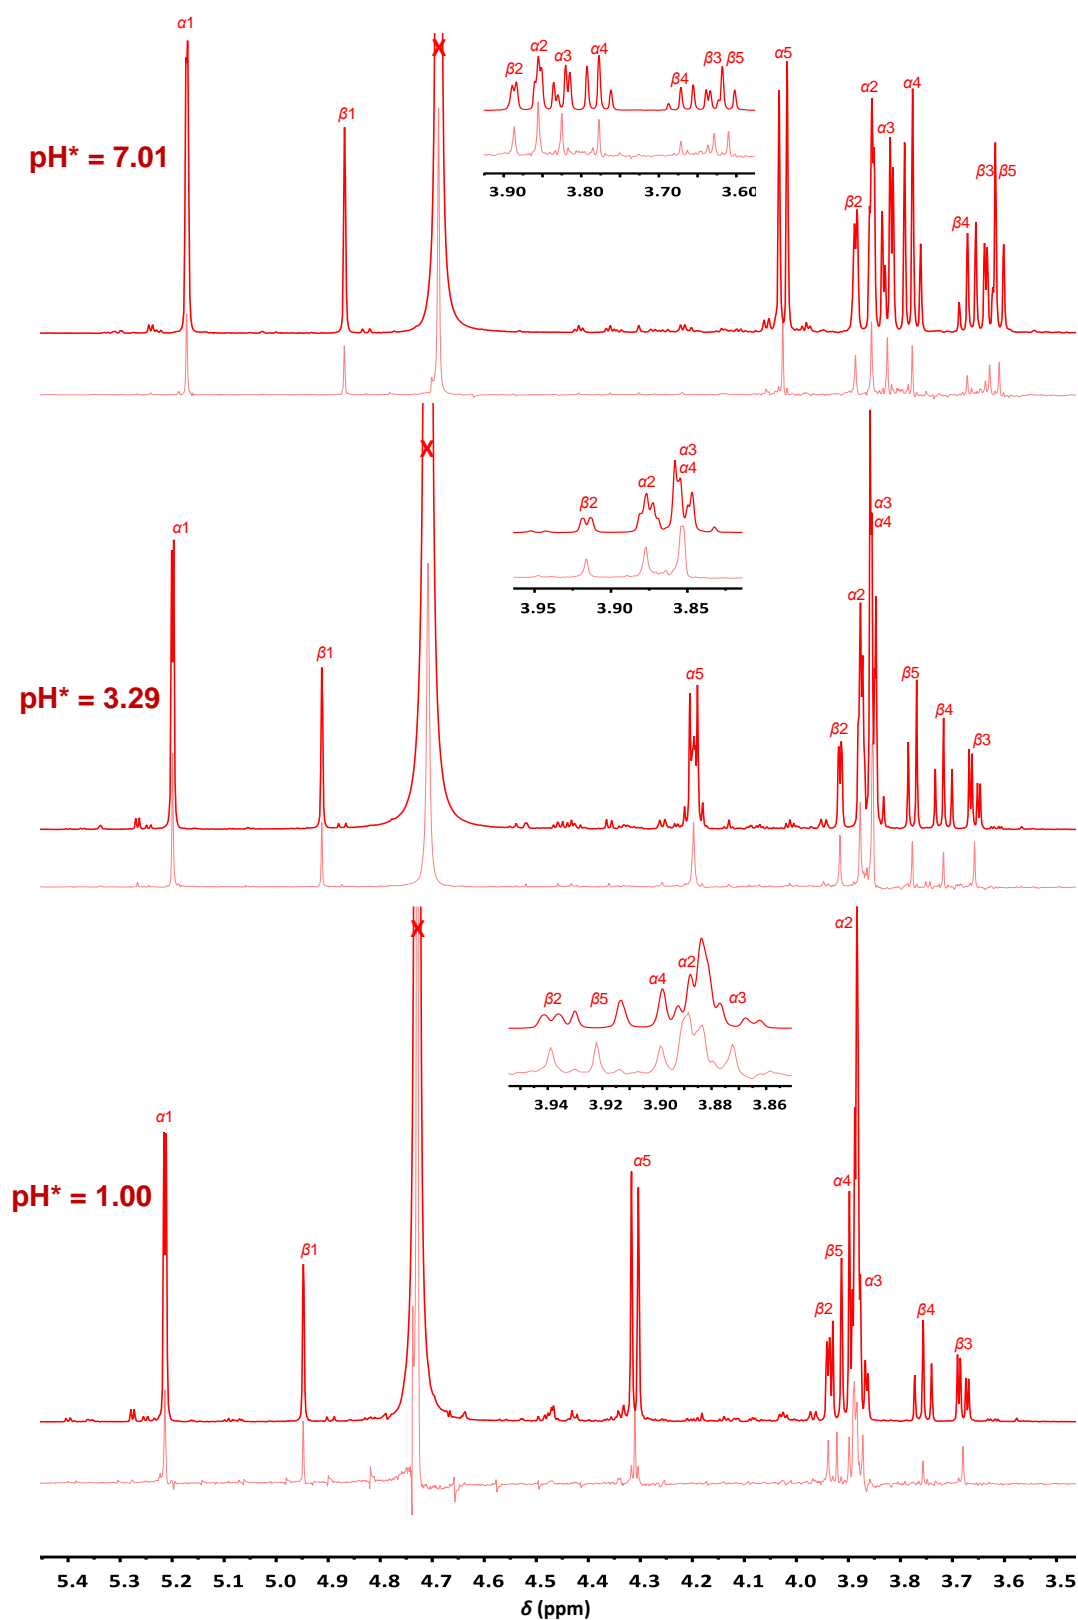 α1
β1
X
β2 α2 α3 α4 β4 β3 β5
3.90 3.80 3.70 3.60
α5
α2
α3
α4
β2
β4
β3 β5
pH* = 7.01
α1
β1
X
β2
α2
α3
α4
3.95 3.90 3.85
α5
β2
α2
α3
α4
β5
β4
β3
pH* = 3.29
α1
β1
X
β2 β5 α4 α2 α3
3.94 3.92 3.90 3.88 3.86
α5
β2
β5
α4
α2
α3
β4
β3
pH* = 1.00
5.4 5.3 5.2 5.1 5.0 4.9 4.8 4.7 4.6 4.5 4.4 4.3 4.2 4.1 4.0 3.9 3.8 3.7 3.6 3.5
δ (ppm)